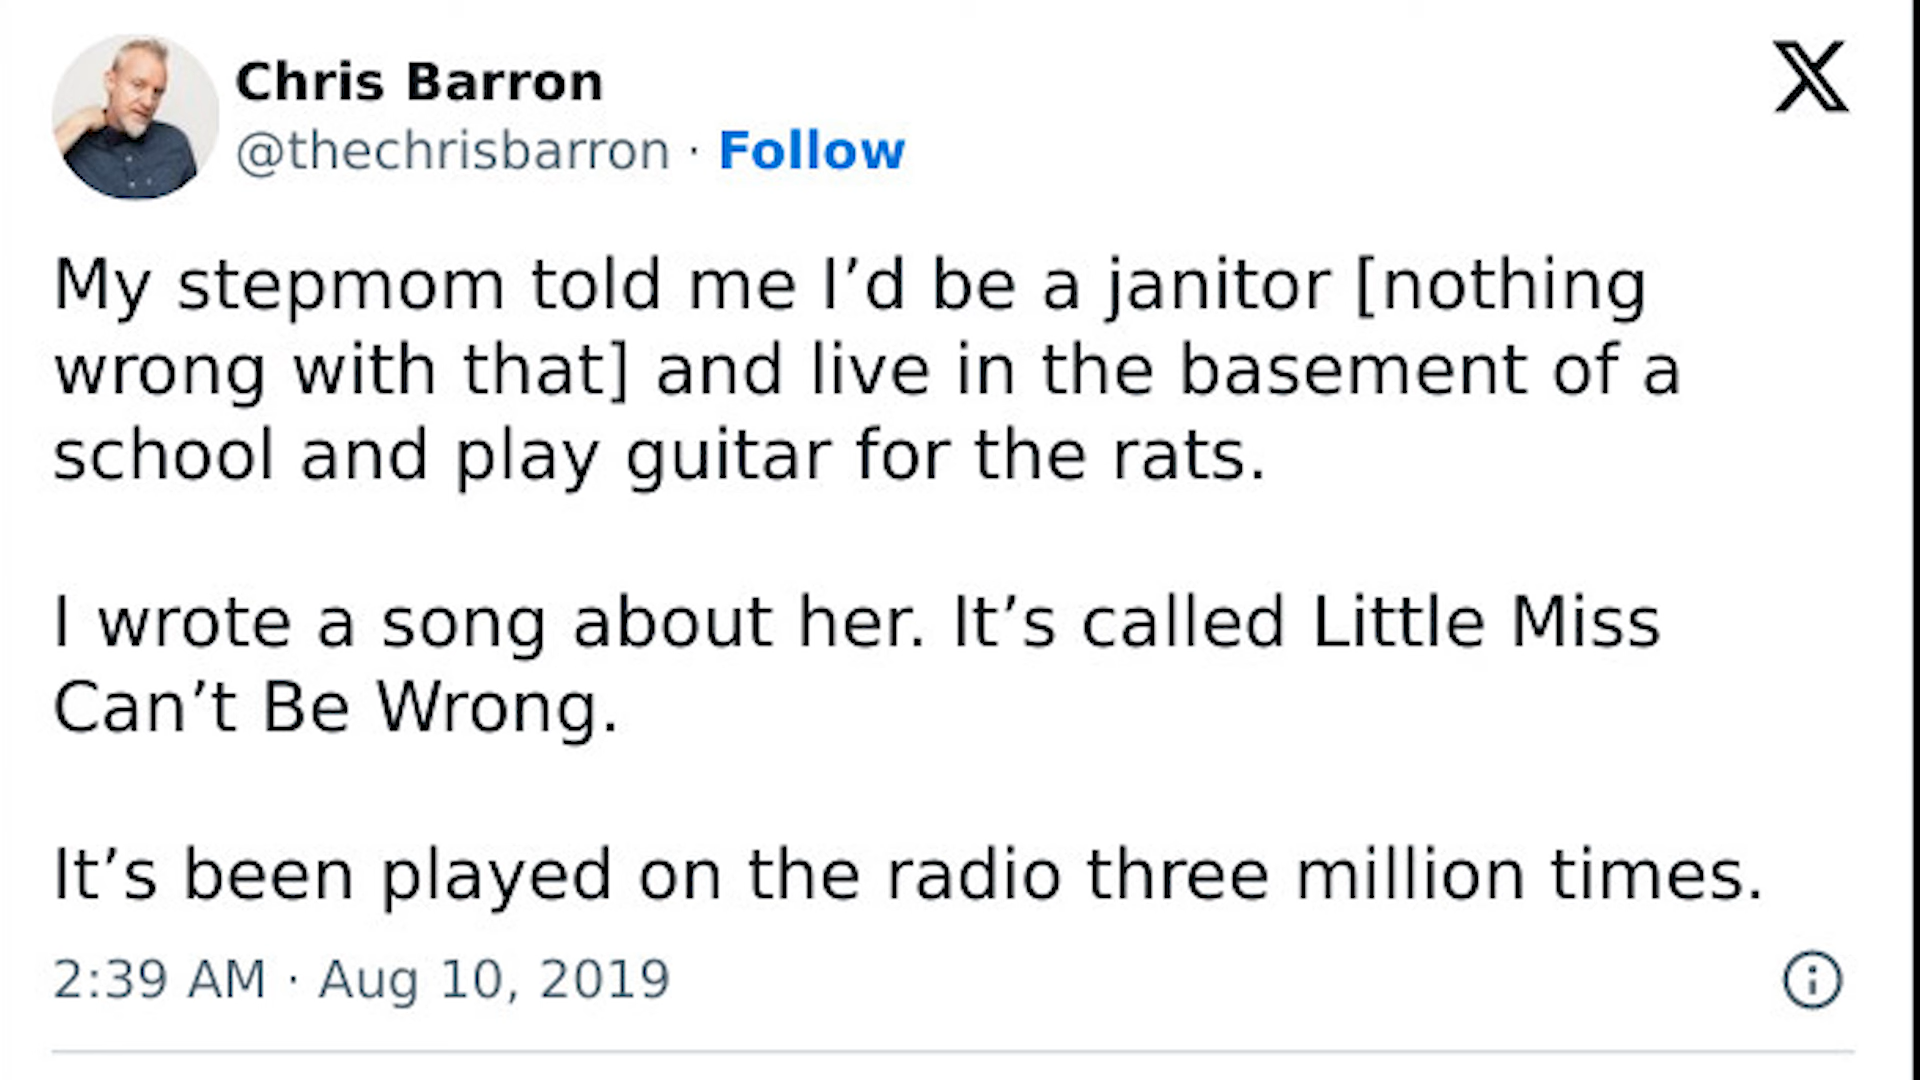 Chris Barron
@thechrisbarron · Follow
My stepmom told me I’d be a janitor [nothing
wrong with that] and live in the basement of a
school and play guitar for the rats.
I wrote a song about her. It’s called Little Miss
Can’t Be Wrong.
It’s been played on the radio three million times.
2:39 AM · Aug 10, 2019